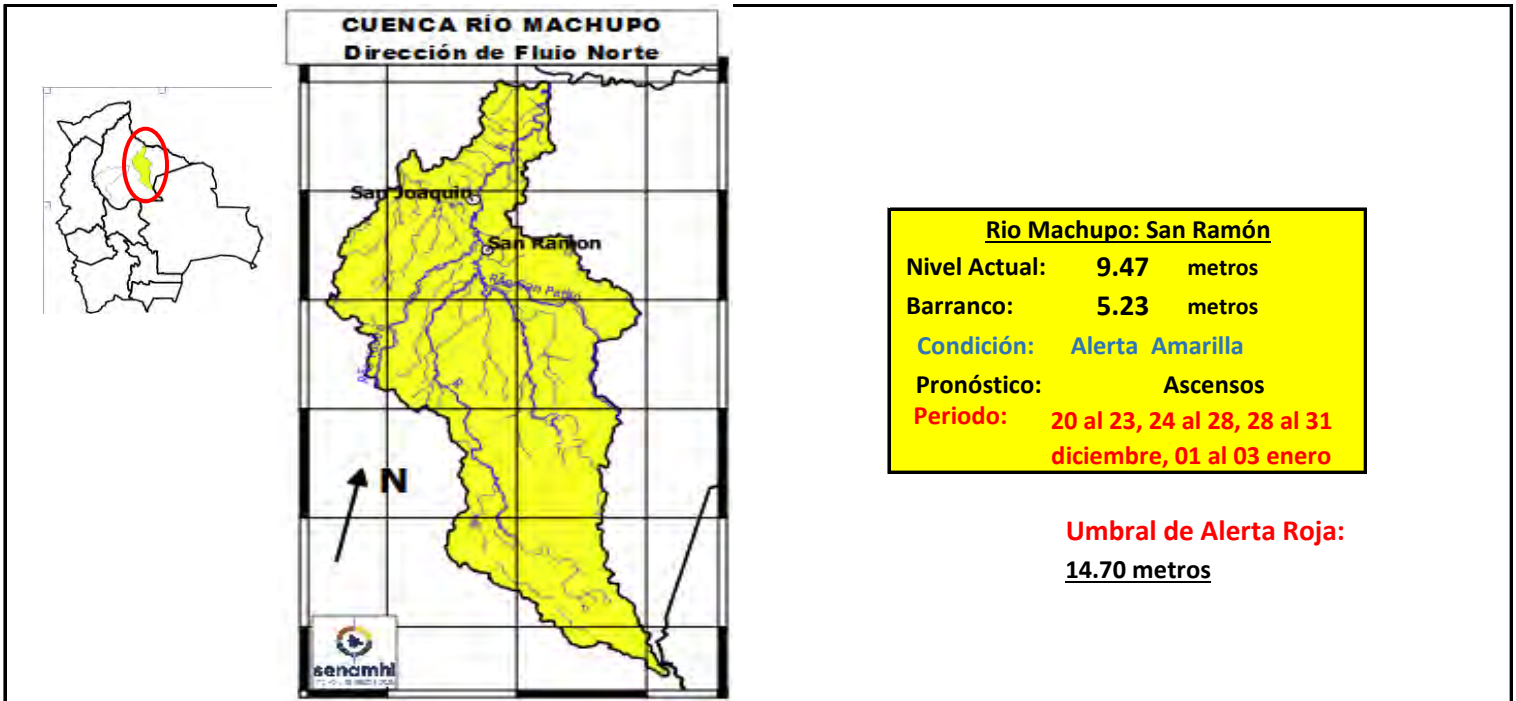 CUENCA RÍO MACHUPO
Dirección de Fluio Norte
San Joaquin
San Ramon
San Pablo
N
senamhi
Rio Machupo: San Ramón
Nivel Actual: 9.47 metros
Barranco: 5.23 metros
Condición: Alerta Amarilla
Pronóstico: Ascensos
Periodo: 20 al 23, 24 al 28, 28 al 31
diciembre, 01 al 03 enero
Umbral de Alerta Roja:
14.70 metros